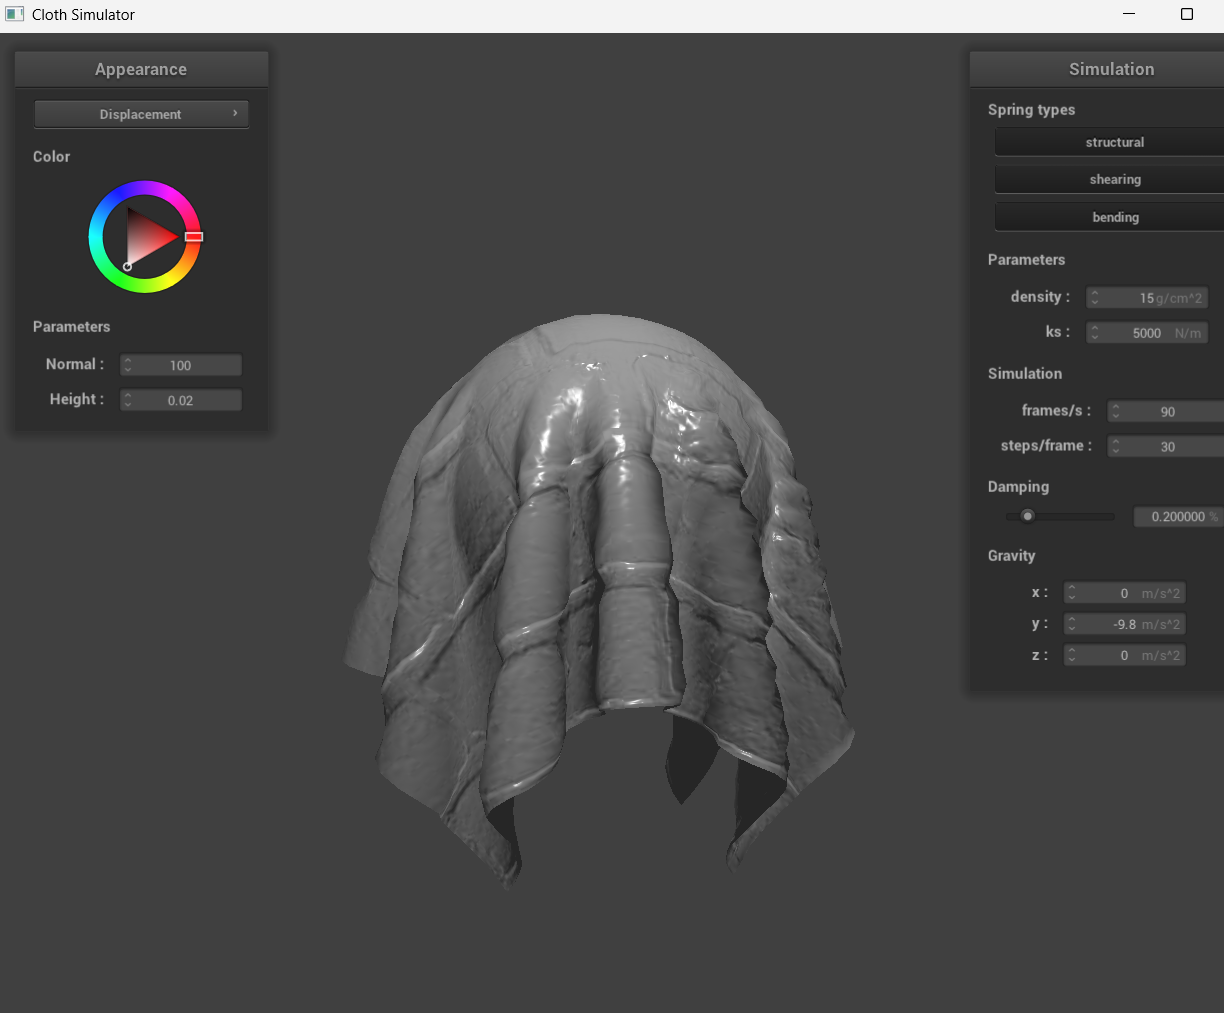 Cloth Simulator
Appearance
Displacement
Color
Parameters
Normal : 100
Height : 0.02
Simulation
Spring types
structural
shearing
bending
Parameters
density : 15 g/cm^2
ks : 5000 N/m
Simulation
frames/s : 90
steps/frame : 30
Damping
0.200000 %
Gravity
x : 0 m/s^2
y : -9.8 m/s^2
z : 0 m/s^2